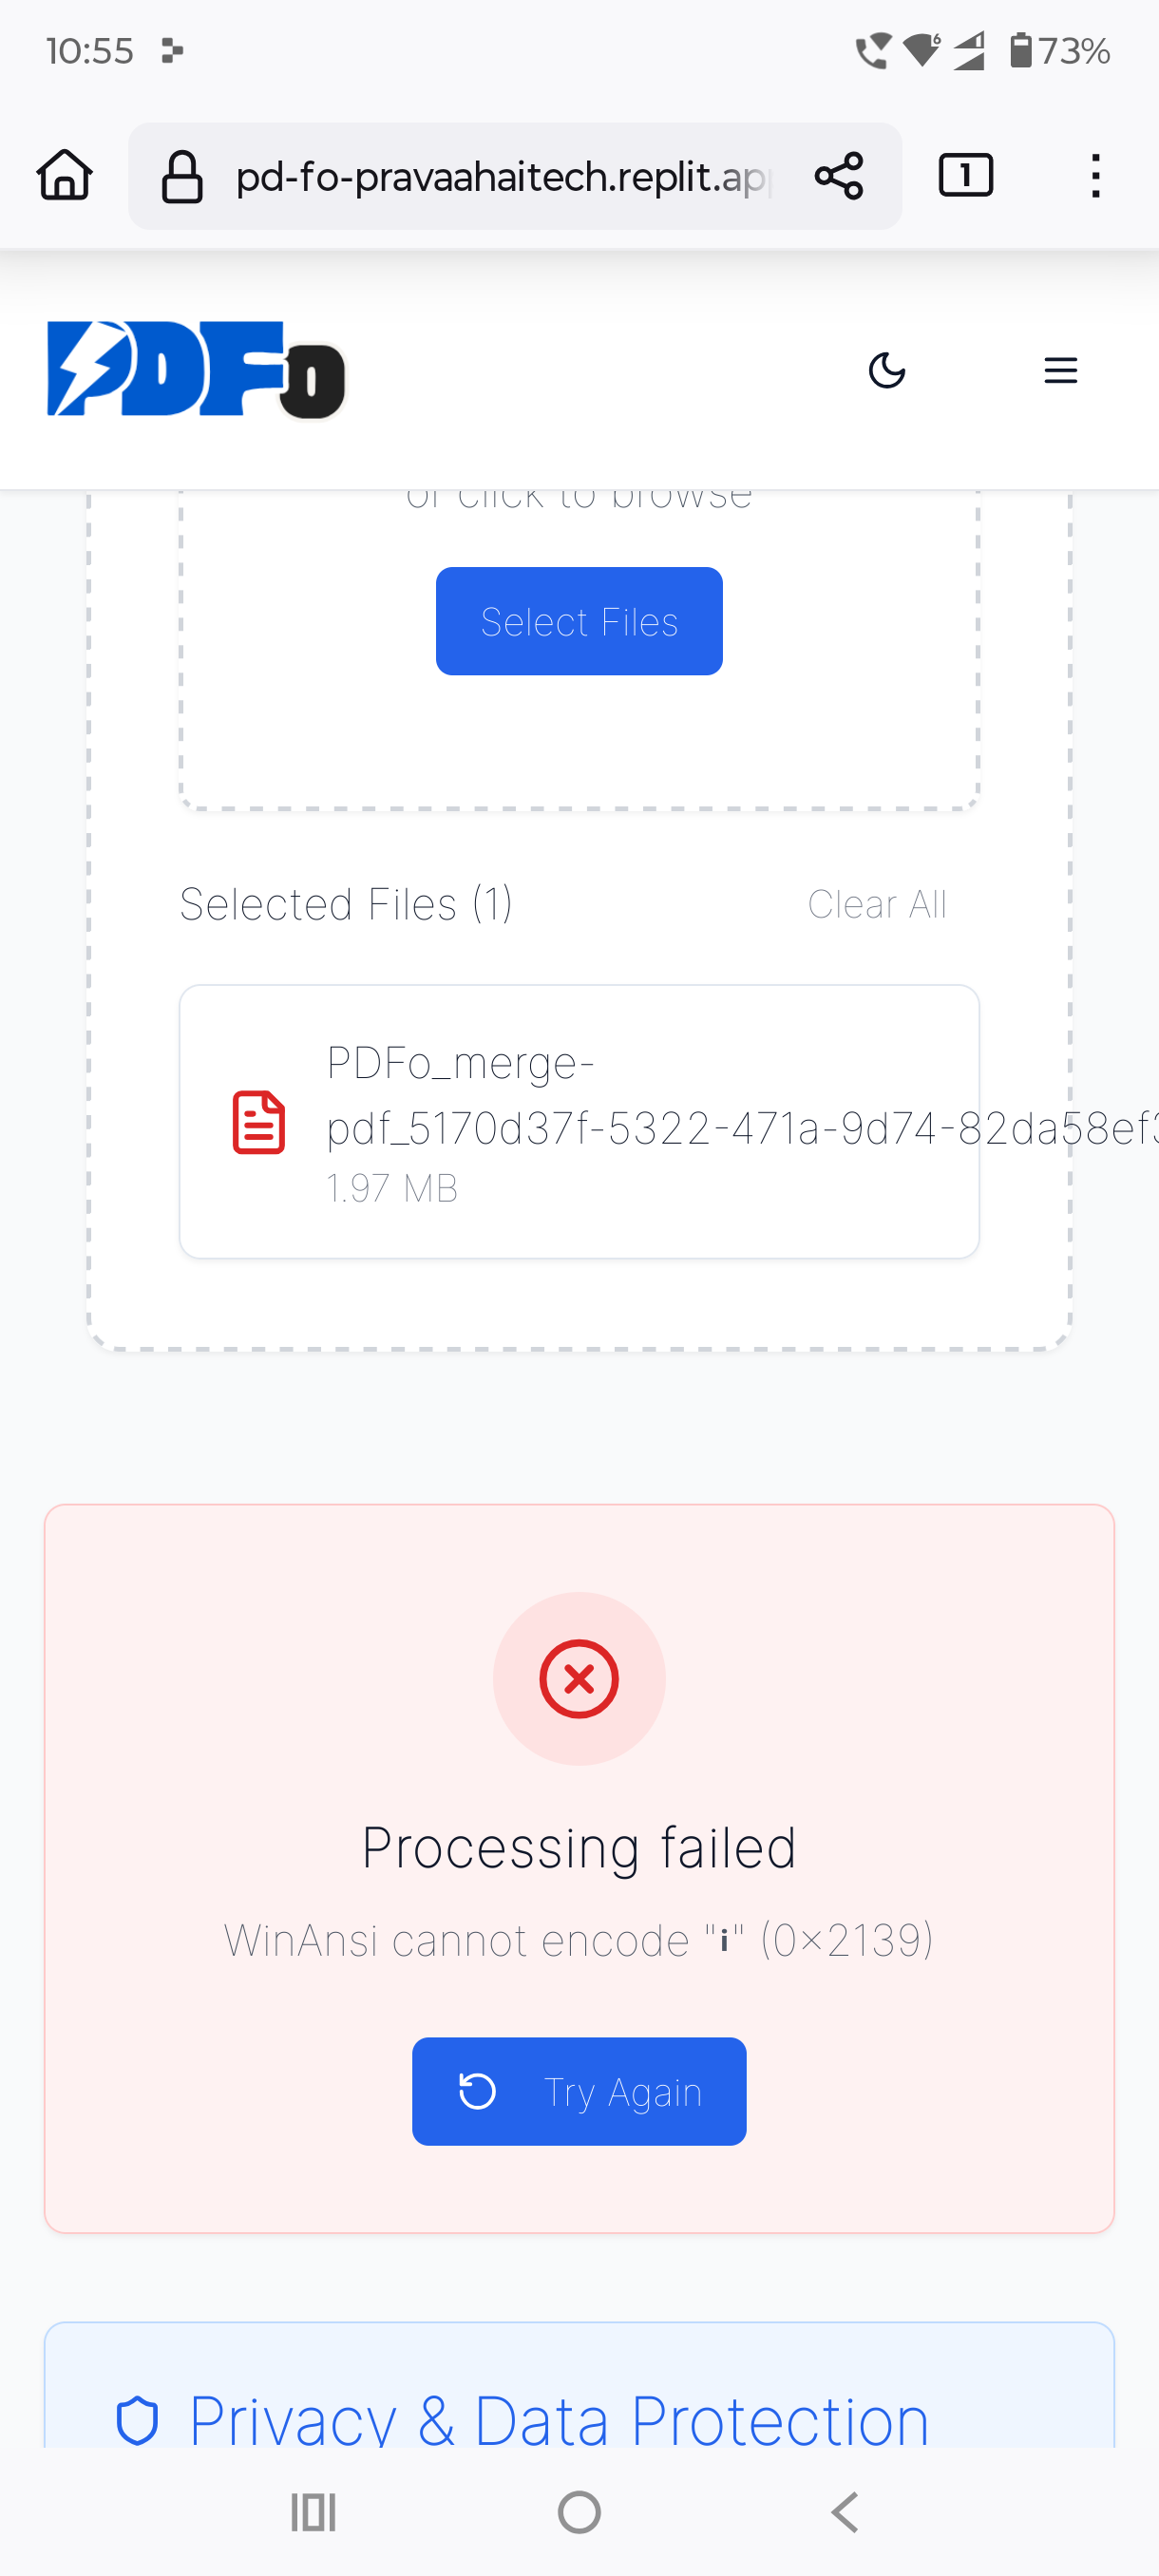 10:55
6
73%
pd-fo-pravaahaitech.replit.app
1
PDFo
or click to browse
Select Files
Selected Files (1)
Clear All
PDFo_merge-
pdf_5170d37f-5322-471a-9d74-82da58ef
1.97 MB
Processing failed
WinAnsi cannot encode "ℹ" (0×2139)
Try Again
Privacy & Data Protection